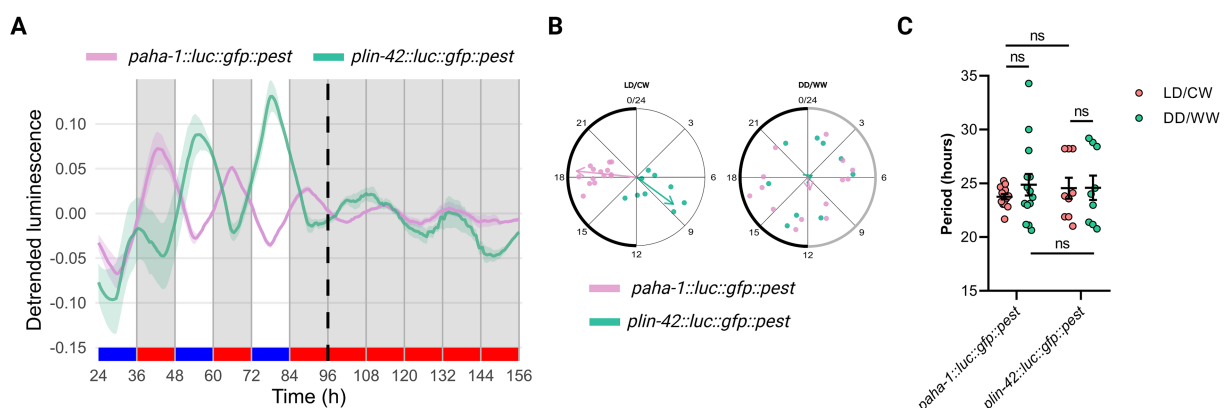 A
paha-1::luc::gfp::pest
plin-42::luc::gfp::pest
Detrended luminescence
0.10
0.05
0.00
-0.05
-0.10
-0.15
24 36 48 60 72 84 96 108 120 132 144 156
Time (h)
B
LD/CW
0/24
3
6
9
12
15
18
21
DD/WW
0/24
3
6
9
12
15
18
21
paha-1::luc::gfp::pest
plin-42::luc::gfp::pest
C
ns
ns
ns
ns
LD/CW
DD/WW
Period (hours)
35
30
25
20
15
paha-1::luc::gfp::pest
plin-42::luc::gfp::pest